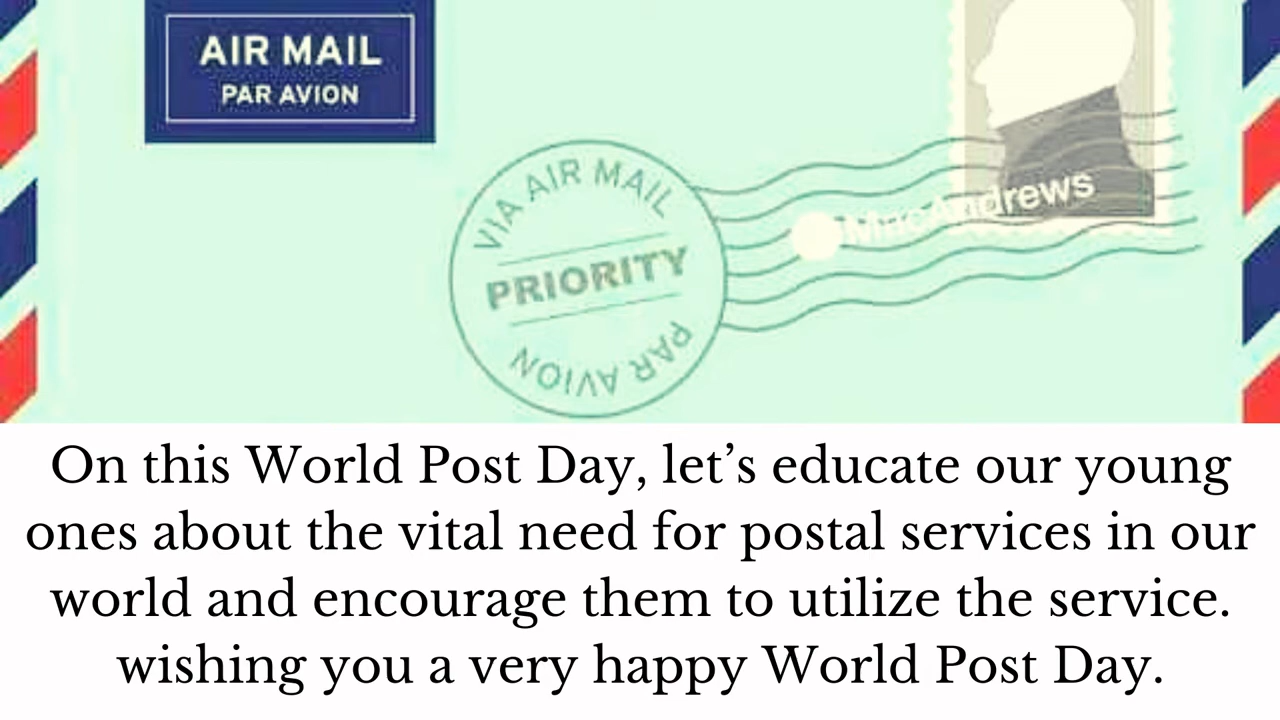 AIR MAIL
PAR AVION
VIA AIR MAIL
PRIORITY
PAR AVION
MacAndrews
On this World Post Day, let’s educate our young
ones about the vital need for postal services in our
world and encourage them to utilize the service.
wishing you a very happy World Post Day.